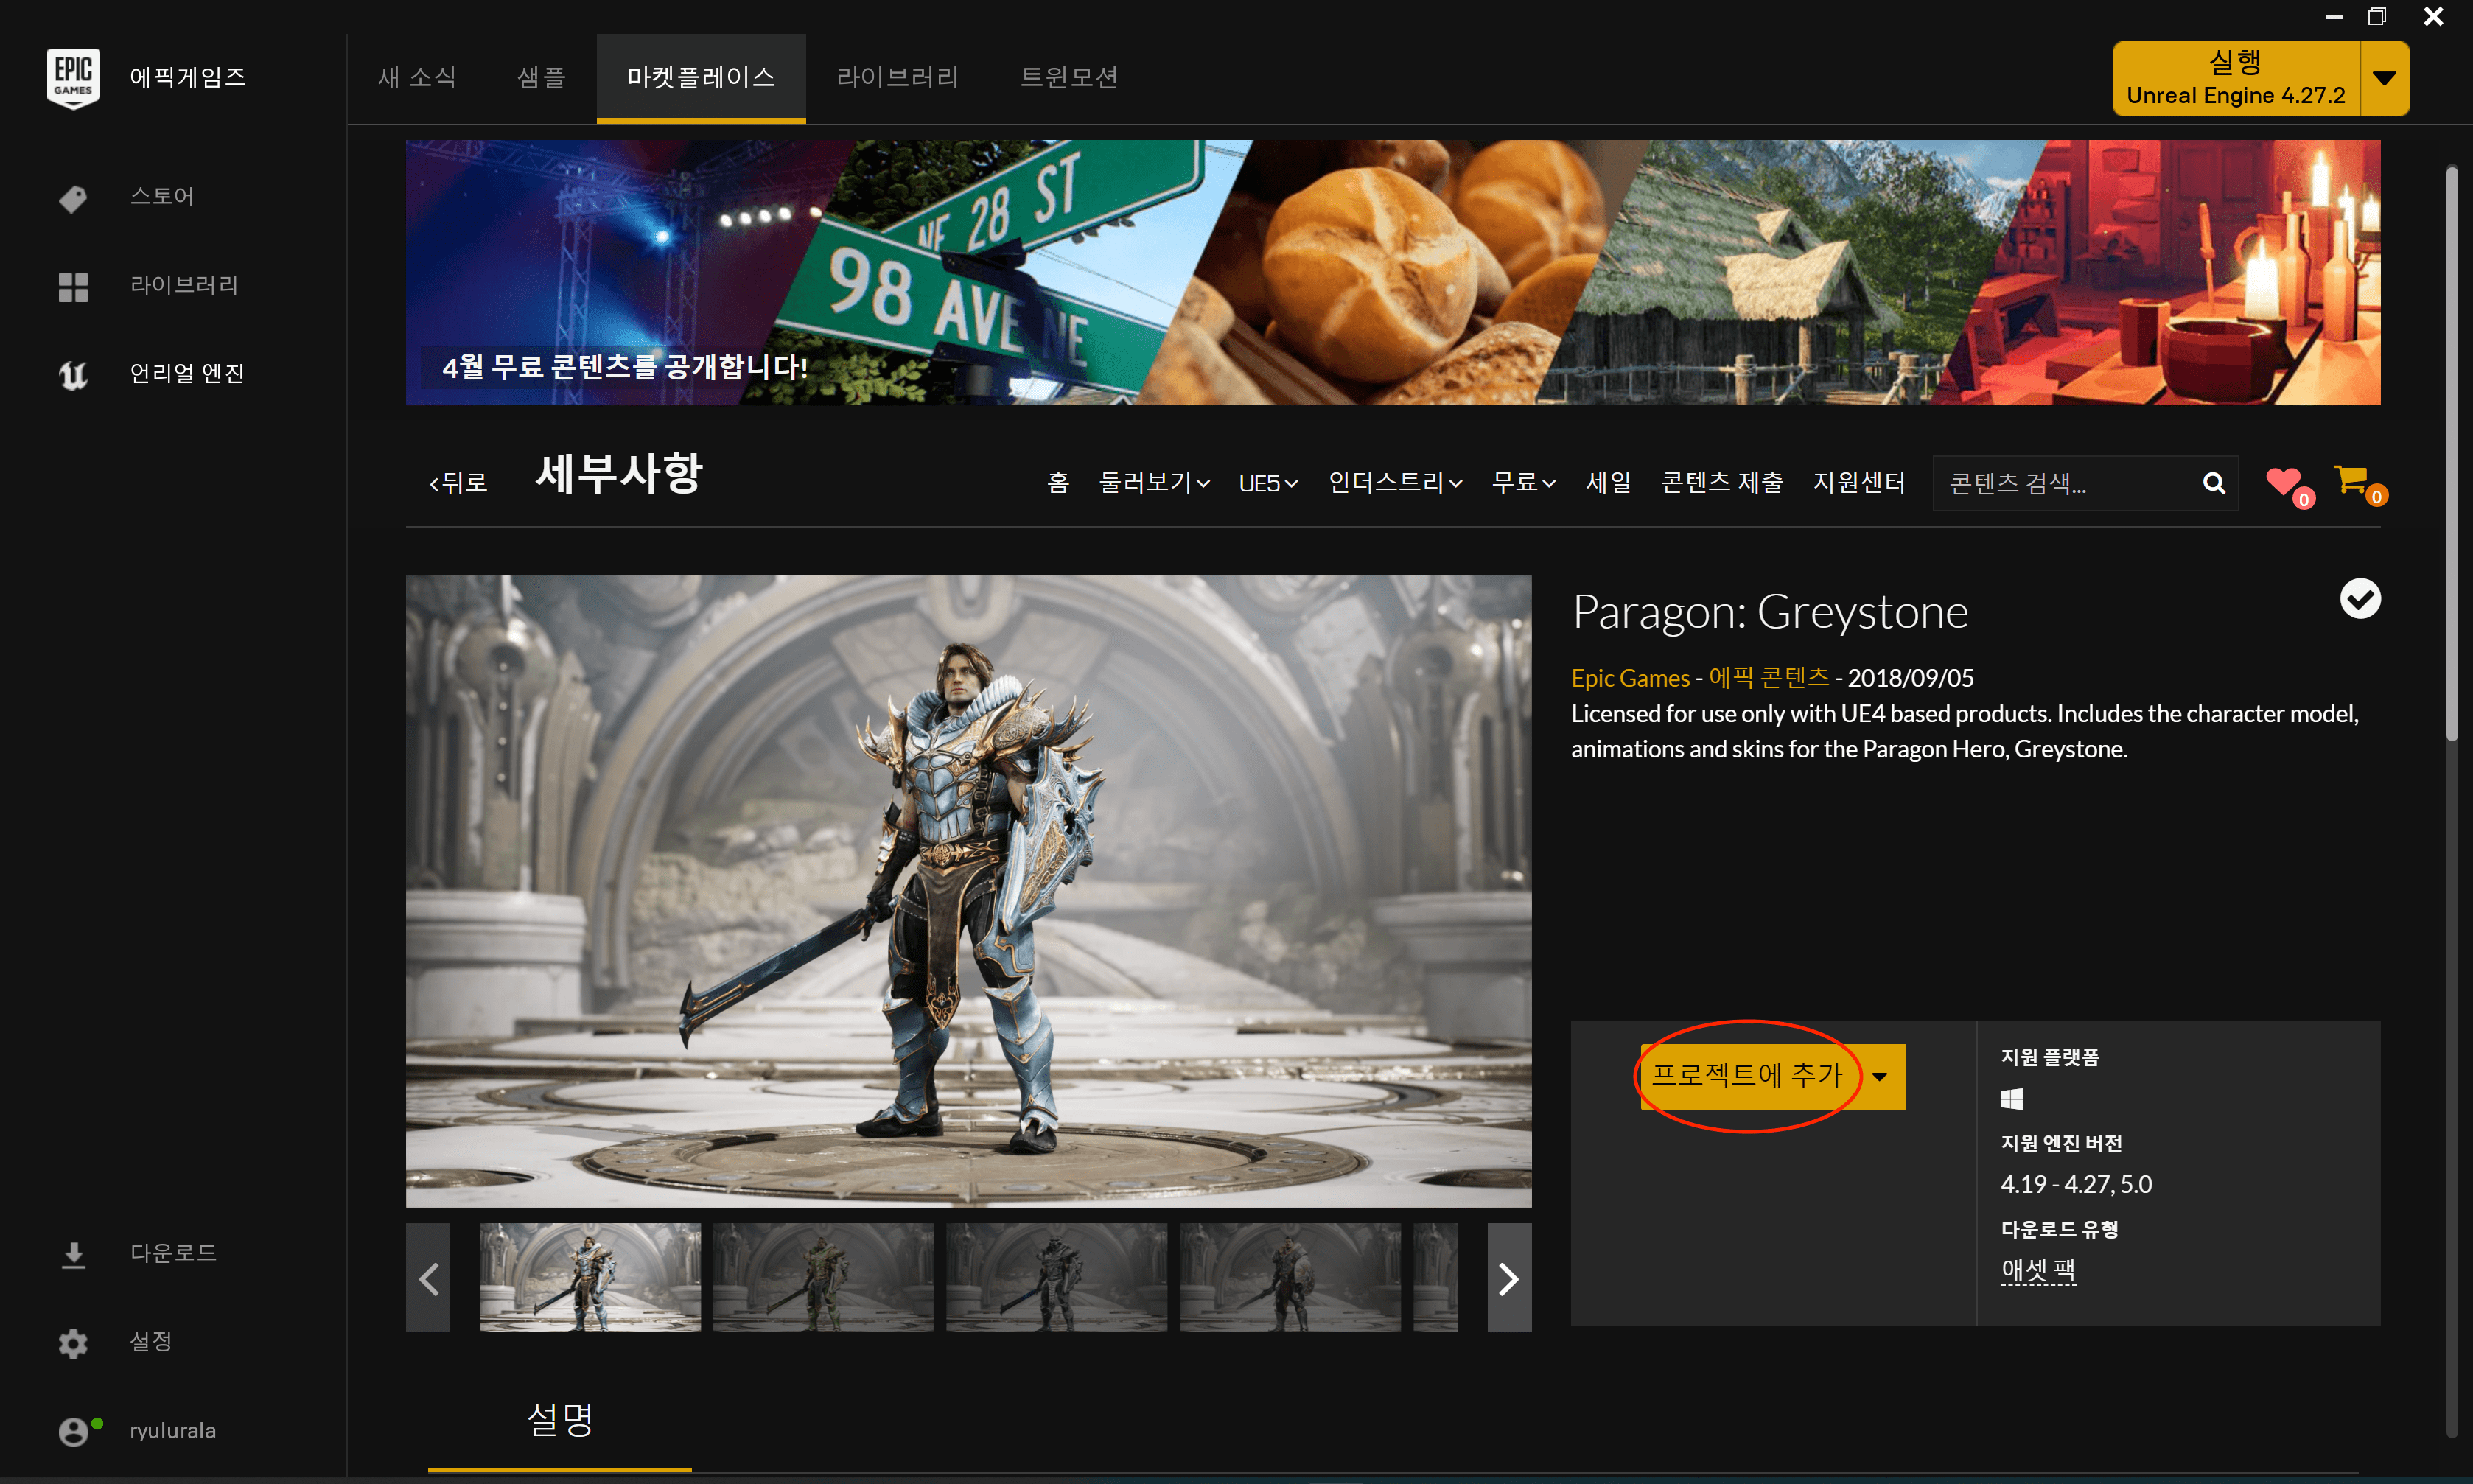 EPIC
GAMES
에픽게임즈
새 소식
샘플
마켓플레이스
라이브러리
트윈모션
실행
Unreal Engine 4.27.2
스토어
라이브러리
언리얼 엔진
NE 28 ST
98 AVE NE
4월 무료 콘텐츠를 공개합니다!
뒤로
세부사항
홈
둘러보기
UE5
인더스트리
무료
세일
콘텐츠 제출
지원센터
콘텐츠 검색...
0
0
Paragon: Greystone
Epic Games - 에픽 콘텐츠 - 2018/09/05
Licensed for use only with UE4 based products. Includes the character model,
animations and skins for the Paragon Hero, Greystone.
프로젝트에 추가
지원 플랫폼
지원 엔진 버전
4.19 - 4.27, 5.0
다운로드 유형
애셋 팩
다운로드
설정
ryulurala
설명